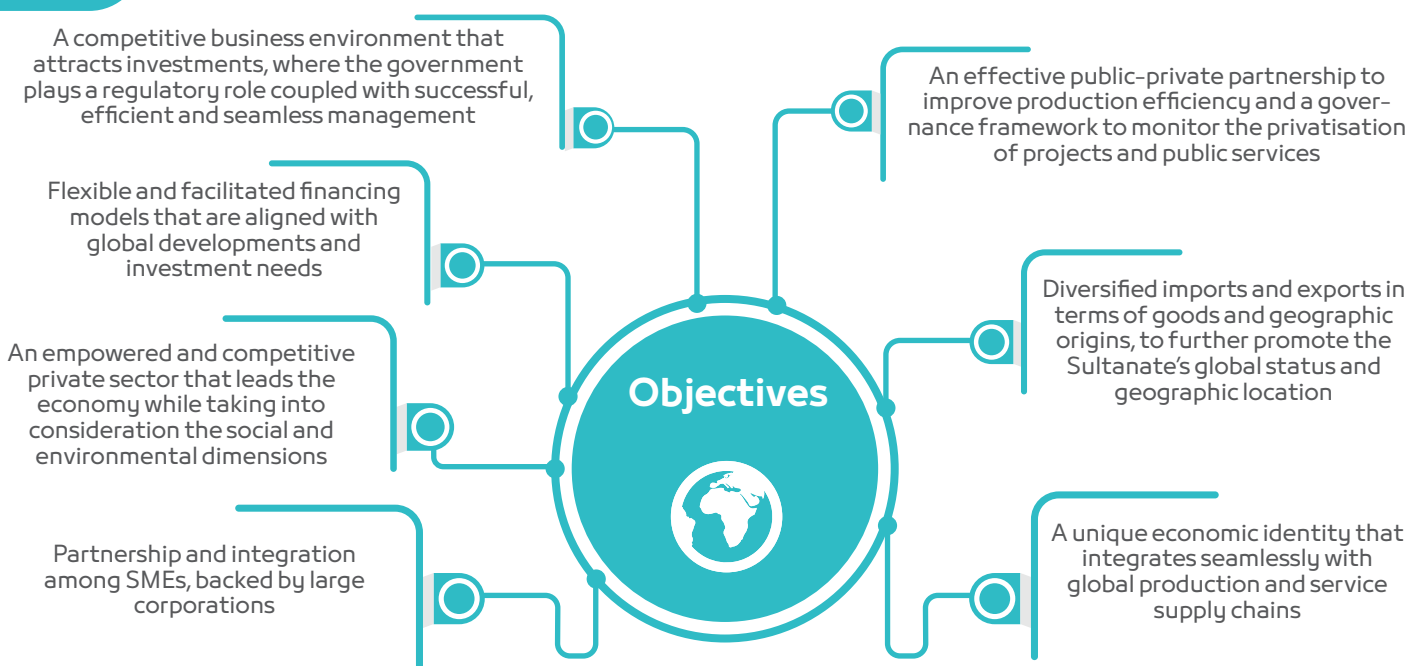 A competitive business environment that
attracts investments, where the government
plays a regulatory role coupled with successful,
efficient and seamless management
Flexible and facilitated financing
models that are aligned with
global developments and
investment needs
An empowered and competitive
private sector that leads the
economy while taking into
consideration the social and
environmental dimensions
Partnership and integration
among SMEs, backed by large
corporations
Objectives
An effective public-private partnership to
improve production efficiency and a gover-
nance framework to monitor the privatisation
of projects and public services
Diversified imports and exports in
terms of goods and geographic
origins, to further promote the
Sultanate's global status and
geographic location
A unique economic identity that
integrates seamlessly with
global production and service
supply chains